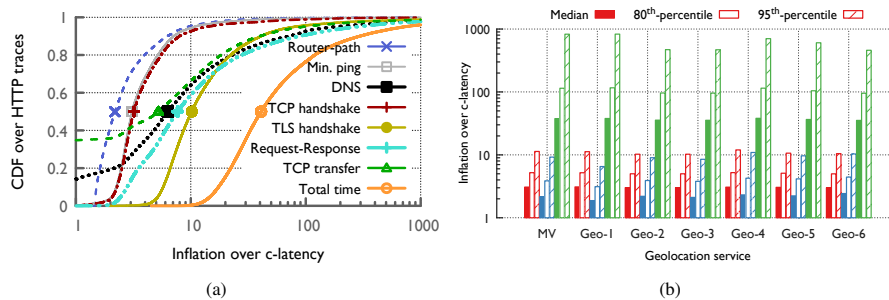 CDF over HTTP traces
1
0.8
0.6
0.4
0.2
0
1
10
100
1000
Inflation over c-latency
Router-path
Min. ping
DNS
TCP handshake
TLS handshake
Request-Response
TCP transfer
Total time
(a)
Median
80th-percentile
95th-percentile
Inflation over c-latency
1000
100
10
1
MV
Geo-1
Geo-2
Geo-3
Geo-4
Geo-5
Geo-6
Geolocation service
(b)